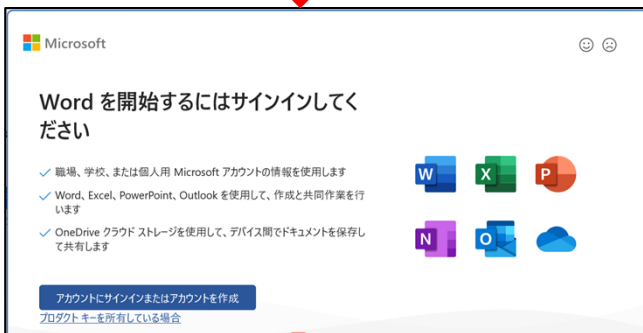 Microsoft
Word を開始するにはサインインしてく
ださい
職場、学校、または個人用 Microsoft アカウントの情報を使用します
Word、Excel、PowerPoint、Outlook を使用して、作成と共同作業を行
います
OneDrive クラウド ストレージを使用して、デバイス間でドキュメントを保存し
て共有します
W X P
N O
アカウントにサインインまたはアカウントを作成
プロダクト キーを所有している場合